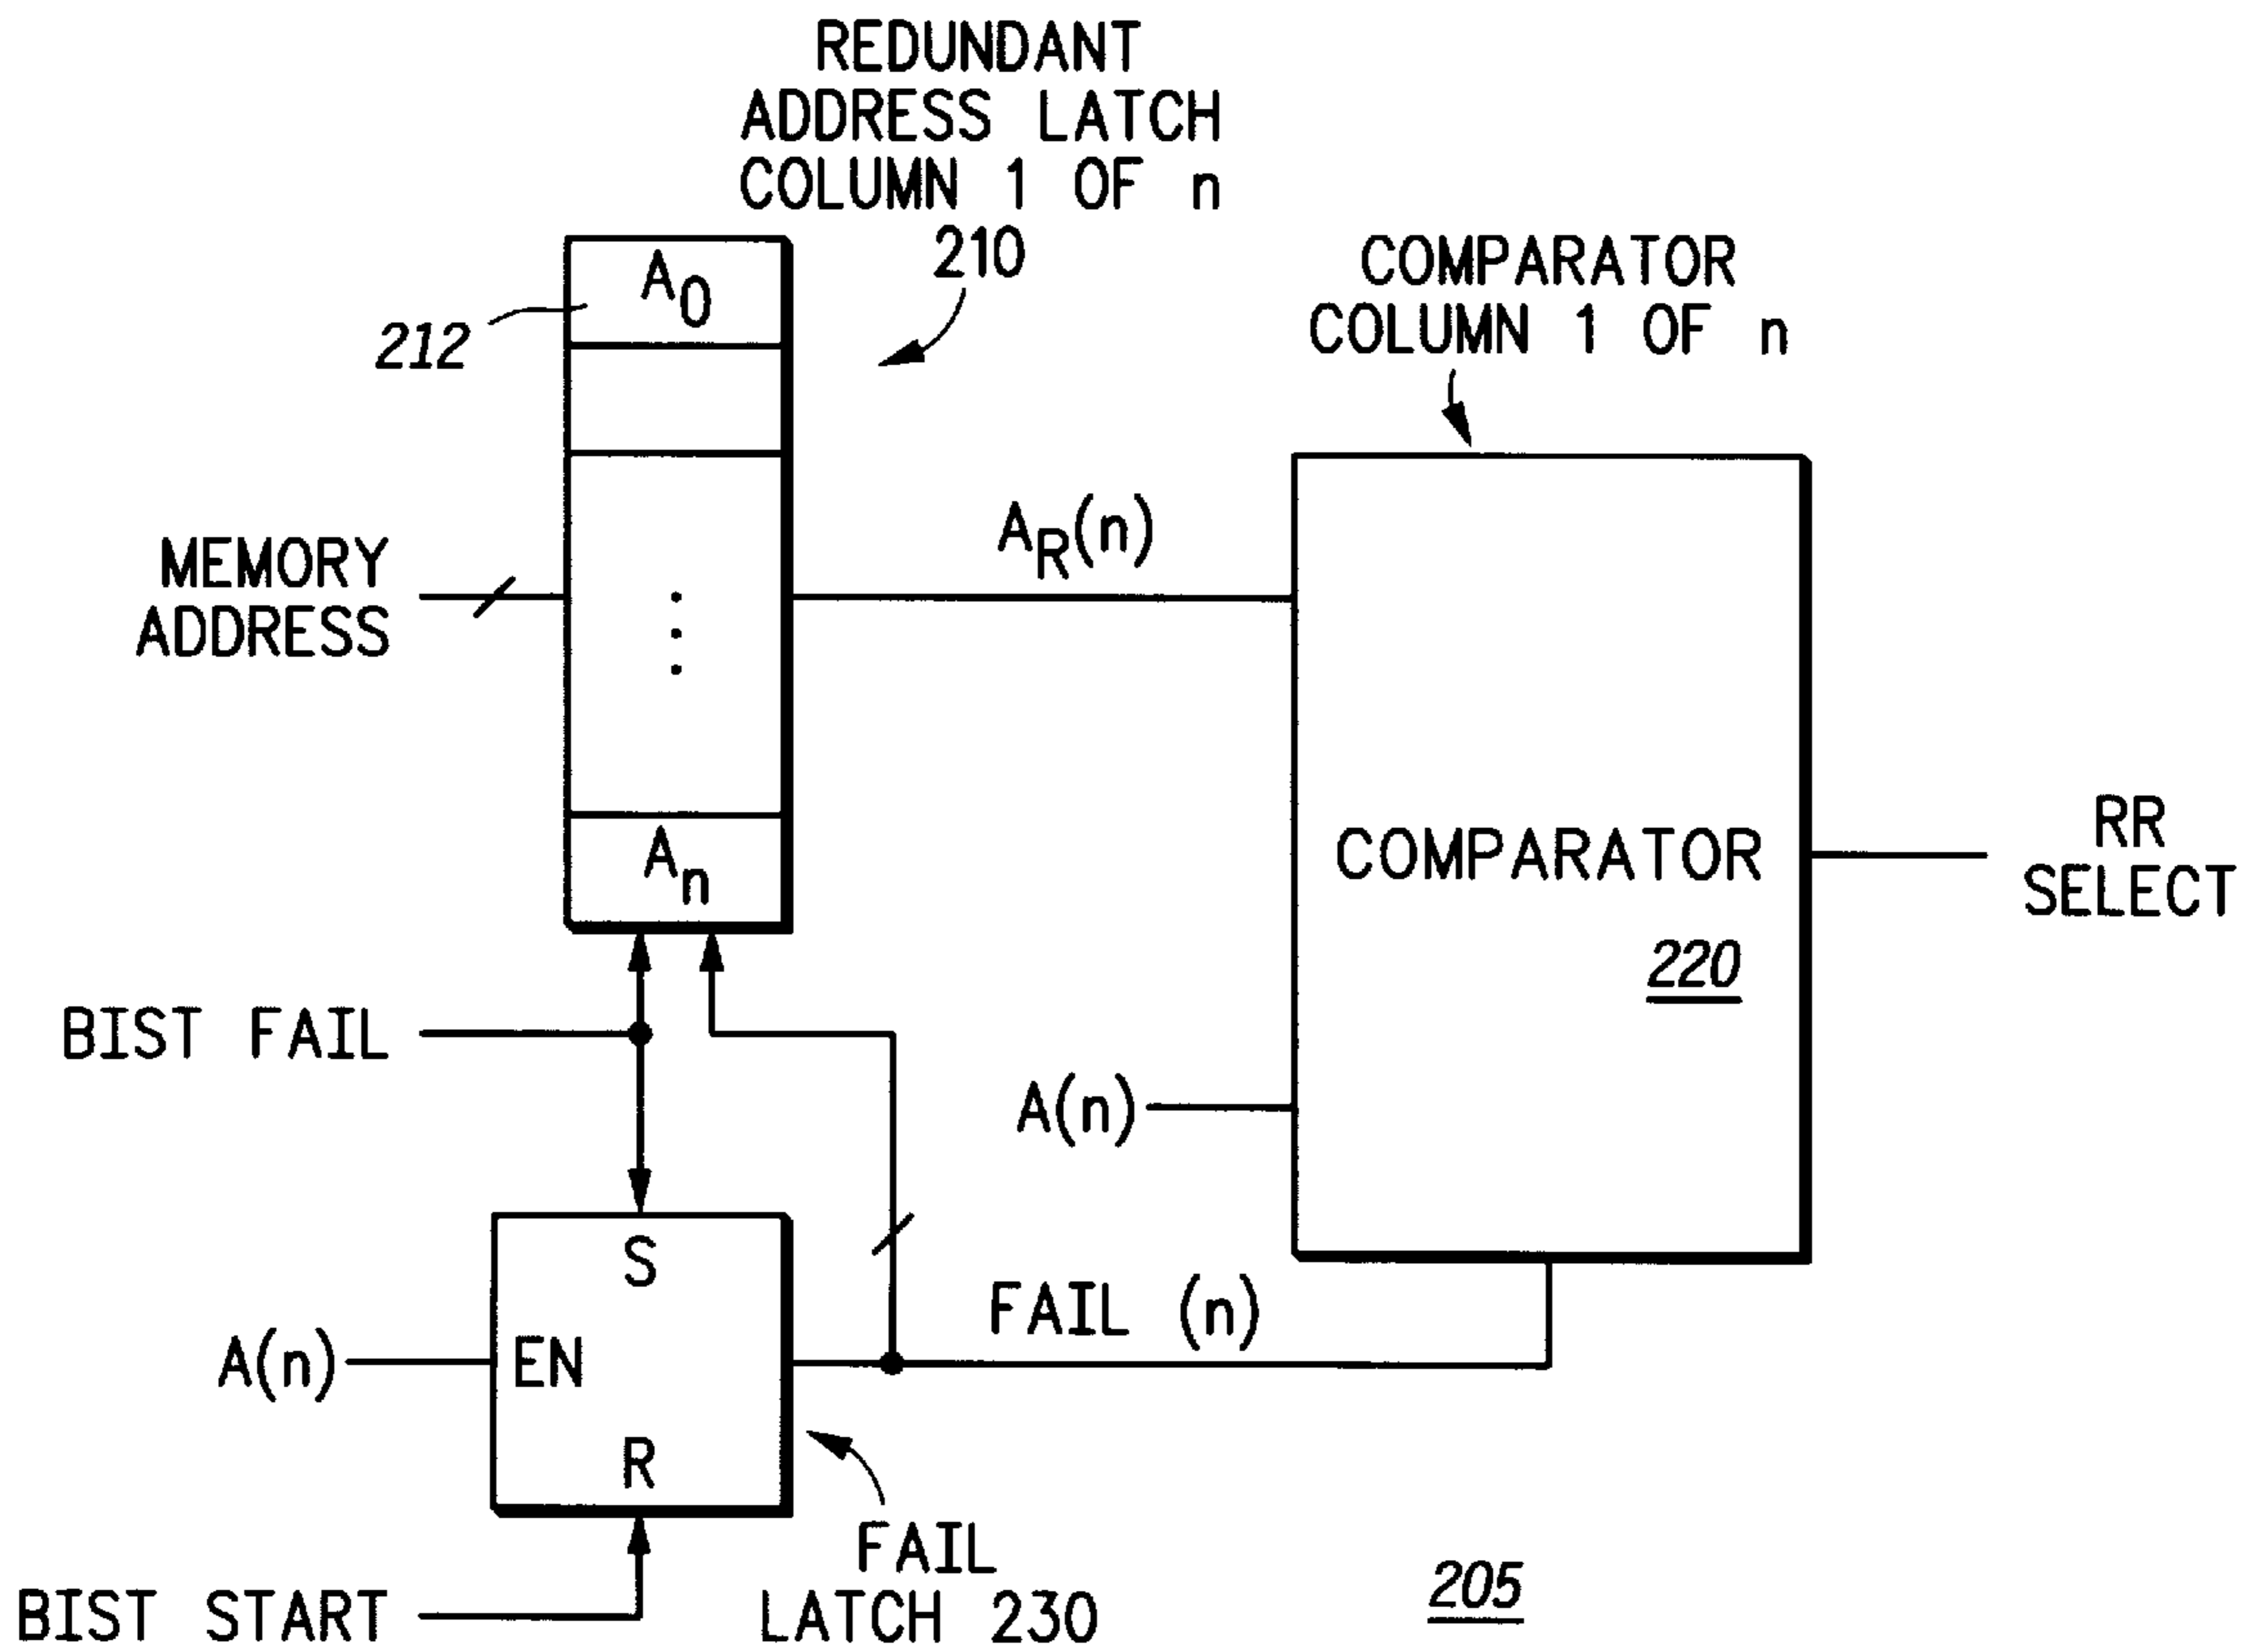 REDUNDANT
ADDRESS LATCH
COLUMN 1 OF n
210
A0
212
COMPARATOR
COLUMN 1 OF n
MEMORY
ADDRESS
AR(n)
An
COMPARATOR
220
RR
SELECT
BIST FAIL
A(n)
S
A(n)
EN
R
FAIL (n)
FAIL
LATCH 230
BIST START
205